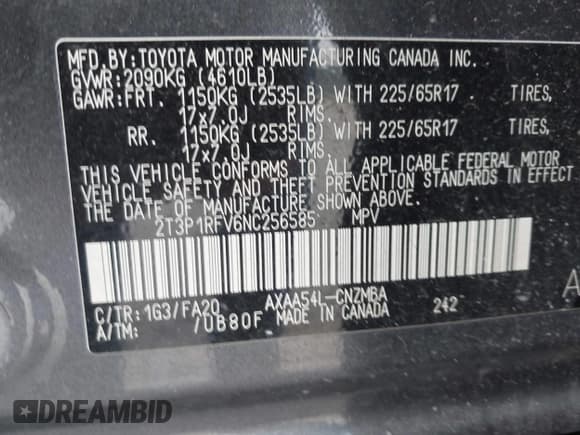 MFD.BY:TOYOTA MOTOR MANUFACTURING CANADA INC.
GVWR:2090KG (4610LB)
GAWR:FRT. 1150KG (2535LB) WITH 225/65R17 TIRES,
17x7.0J RIMS.
RR. 1150KG (2535LB) WITH 225/65R17 TIRES,
17x7.0J RIMS.
THIS VEHICLE CONFORMS TO ALL APPLICABLE FEDERAL MOTOR
VEHICLE SAFETY AND THEFT PREVENTION STANDARDS IN EFFECT
THE DATE OF MANUFACTURE SHOWN ABOVE.
2T3P1RFV6NC256585 MPV
C/TR:1G3/FA20 AXAA54L-CNZMBA 242
A/TM: /UB80F MADE IN CANADA
A
DREAMBID